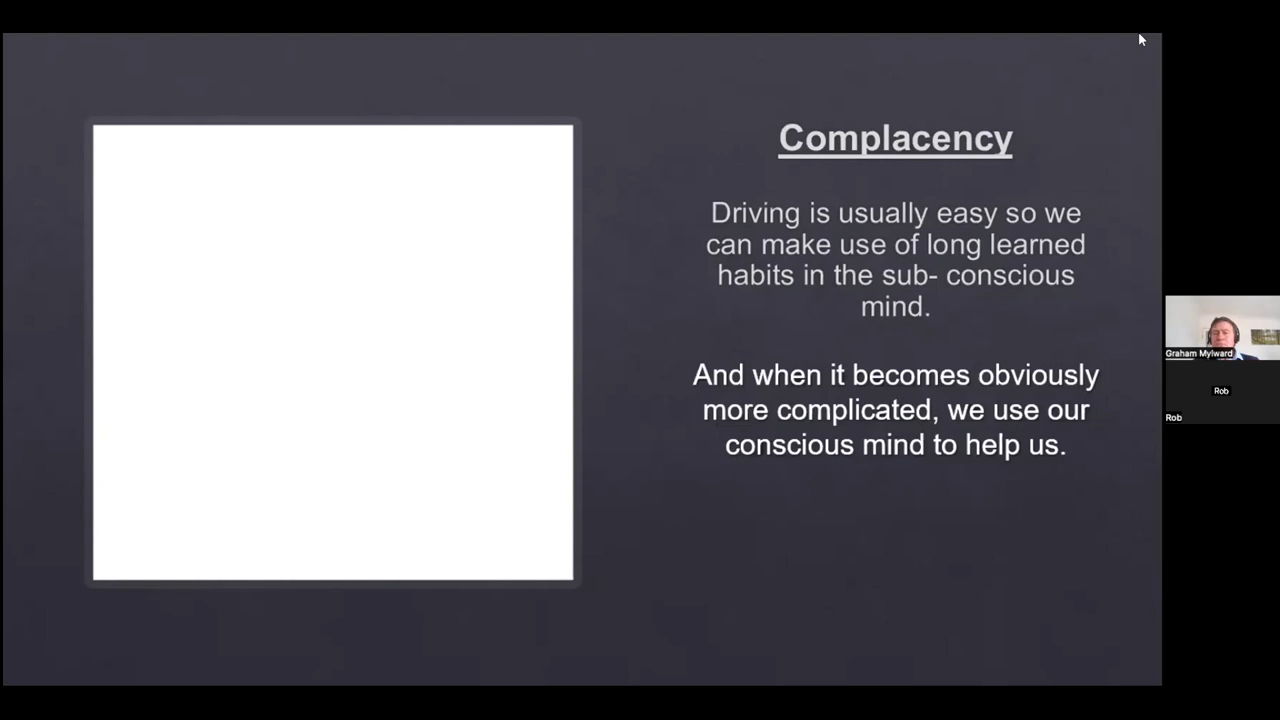 Complacency
Driving is usually easy so we
can make use of long learned
habits in the sub- conscious
mind.
And when it becomes obviously
more complicated, we use our
conscious mind to help us.
Graham Mylward
Rob
Rob